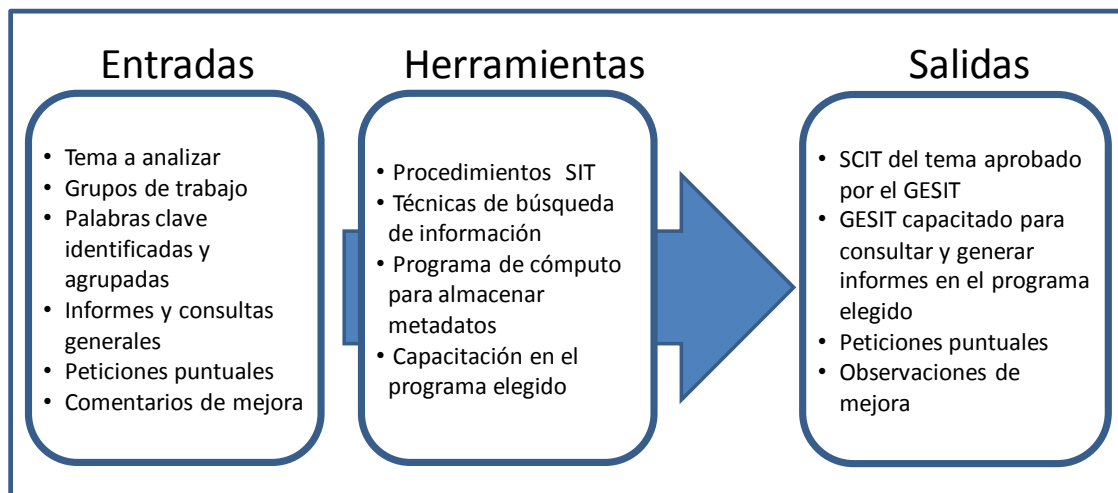 Entradas
• Tema a analizar
• Grupos de trabajo
• Palabras clave
identificadas y
agrupadas
• Informes y consultas
generales
• Peticiones puntuales
• Comentarios de mejora
Herramientas
• Procedimientos SIT
• Técnicas de búsqueda
de información
• Programa de cómputo
para almacenar
metadatos
• Capacitación en el
programa elegido
Salidas
• SCIT del tema aprobado
por el GESIT
• GESIT capacitado para
consultar y generar
informes en el programa
elegido
• Peticiones puntuales
• Observaciones de
mejora